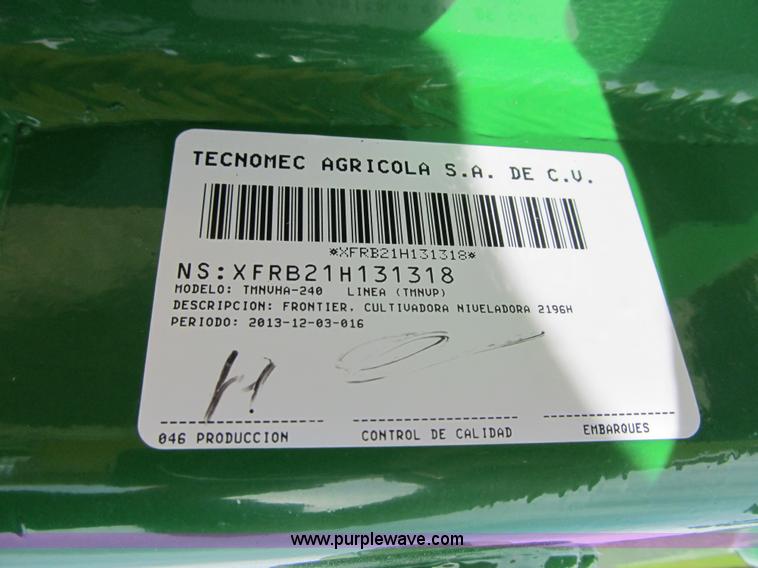 TECNOMEC AGRICOLA S.A. DE C.V.
*XFRB21H131318*
NS:XFRB21H131318
MODELO: TMNVHA-240 LINEA (TMNVP)
DESCRIPCION: FRONTIER, CULTIVADORA NIVELADORA 2196H
PERIODO: 2013-12-03-016
046 PRODUCCION CONTROL DE CALIDAD EMBARQUES
www.purplewave.com